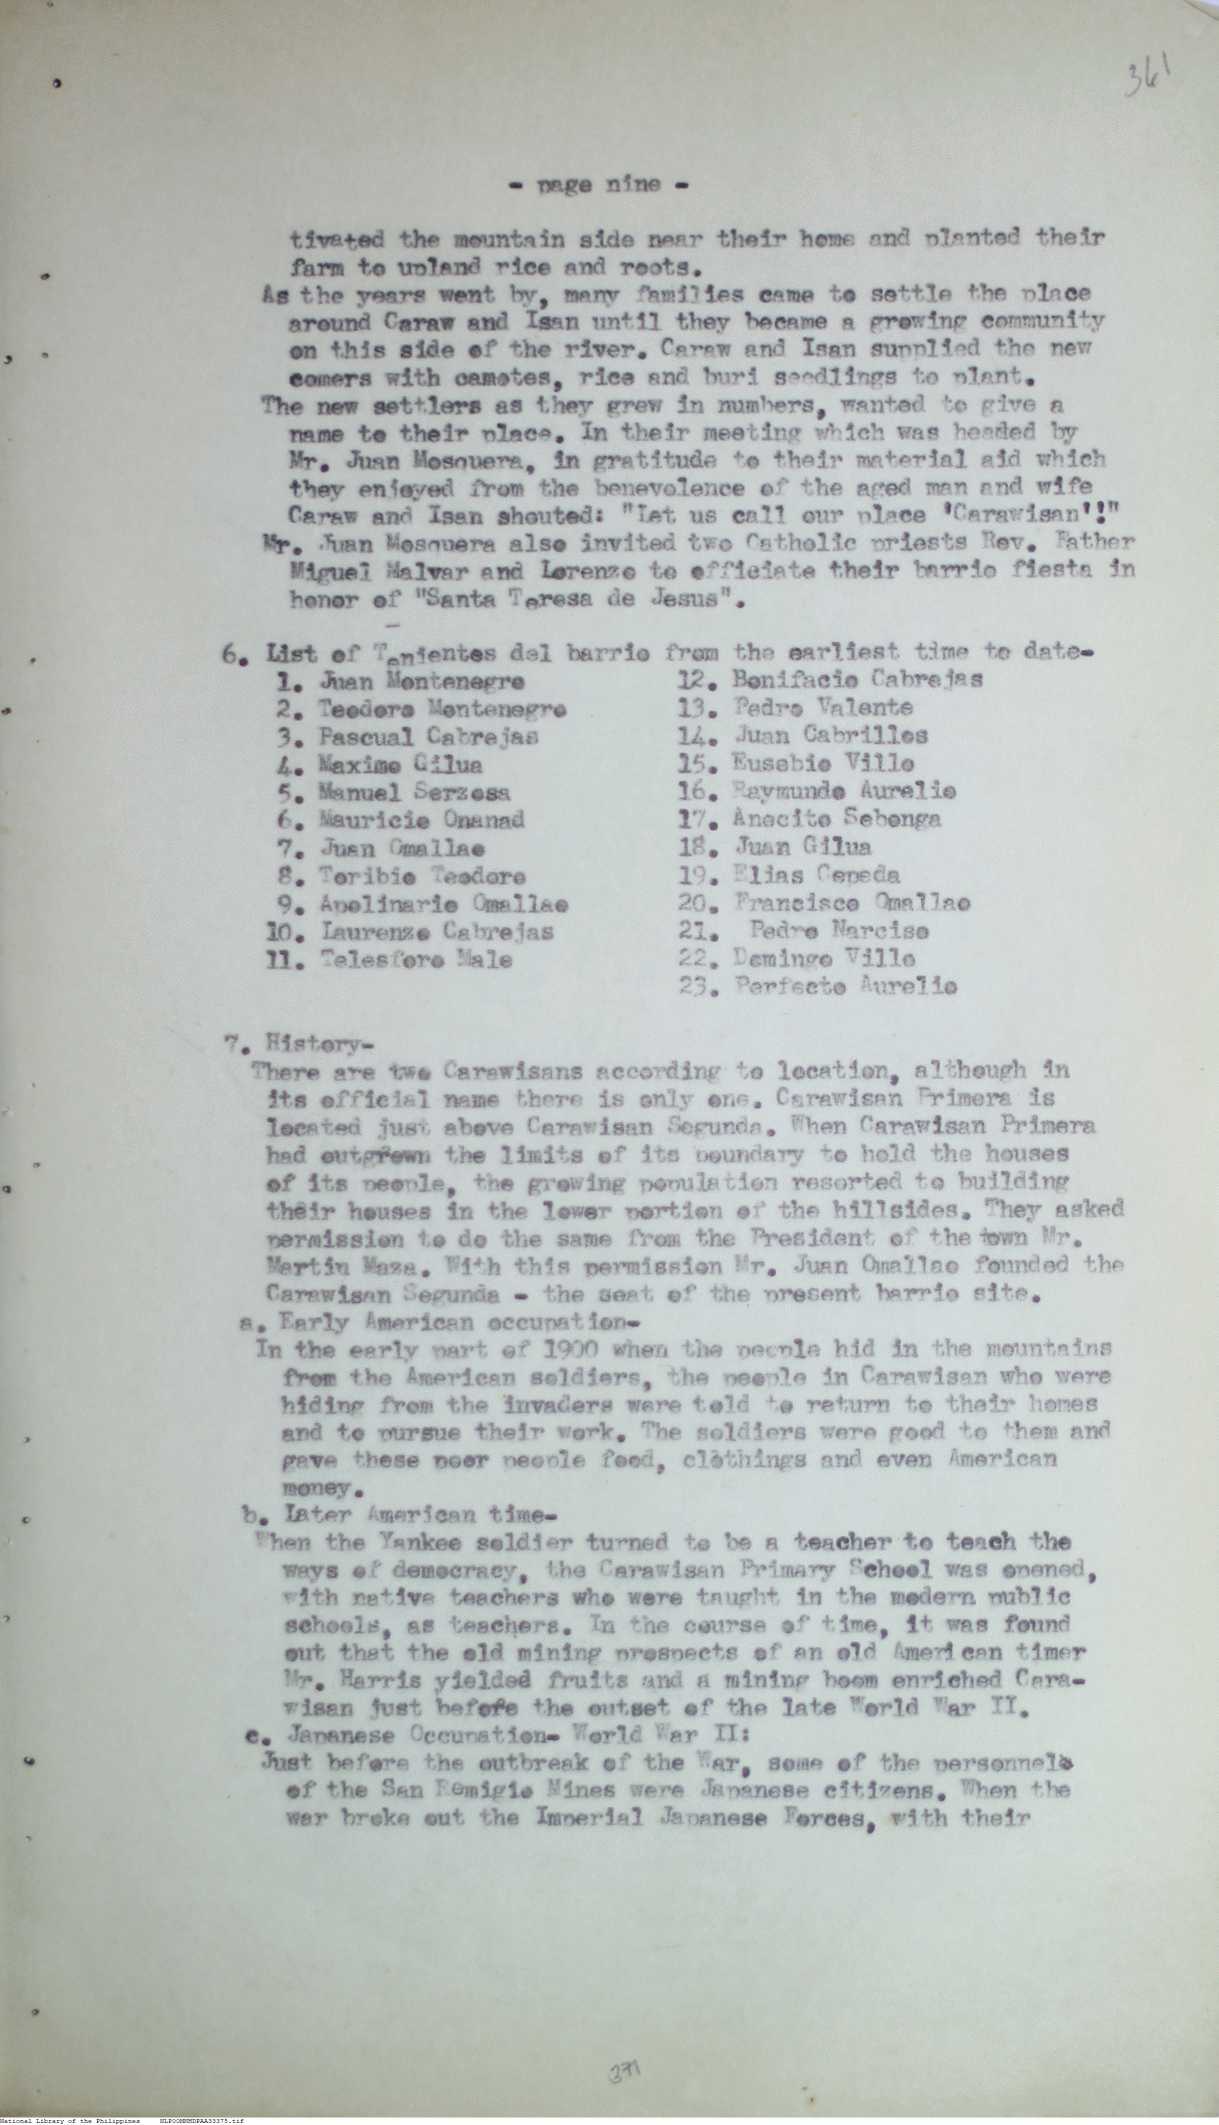 361
- page nine -
tivated the mountain side near their home and planted their
farm to upland rice and roots.
As the years went by, many families came to settle the place
around Caraw and Isan until they became a growing community
on this side of the river. Caraw and Isan supplied the new
comers with camotes, rice and buri seedlings to plant.
The new settlers as they grew in numbers, wanted to give a
name to their place. In their meeting which was headed by
Mr. Juan Mosquera, in gratitude to their material aid which
they enjoyed from the benevolence of the aged man and wife
Caraw and Isan shouted: "Let us call our place 'Carawisan'!"
Mr. Juan Mosquera also invited two Catholic priests Rev. Father
Miguel Malvar and Lorenzo to officiate their barrio fiesta in
honor of "Santa Teresa de Jesus".
6. List of Tenientes del barrio from the earliest time to date-
1. Juan Montenegro
2. Teodoro Montenegro
3. Pascual Cabrejas
4. Maximo Gilua
5. Manuel Serzosa
6. Mauricio Onanad
7. Juan Omallao
8. Toribio Teodoro
9. Apolinario Omallao
10. Laurenzo Cabrejas
11. Telesforo Male
12. Bonifacio Cabrejas
13. Pedro Valente
14. Juan Cabrillos
15. Eusebio Villo
16. Raymundo Aurelio
17. Anacito Sebonga
18. Juan Gilua
19. Elias Cepeda
20. Francisco Omallao
21. Pedro Narciso
22. Domingo Villo
23. Perfecto Aurelio
7. History-
There are two Carawisans according to location, although in
its official name there is only one. Carawisan Primera is
located just above Carawisan Segunda. When Carawisan Primera
had outgrown the limits of its boundary to hold the houses
of its people, the growing population resorted to building
their houses in the lower portion of the hillsides. They asked
permission to do the same from the President of the town Mr.
Martin Maza. With this permission Mr. Juan Omallao founded the
Carawisan Segunda - the seat of the present barrio site.
a. Early American occupation-
In the early part of 1900 when the people hid in the mountains
from the American soldiers, the people in Carawisan who were
hiding from the invaders were told to return to their homes
and to pursue their work. The soldiers were good to them and
gave these poor people food, clothings and even American
money.
b. Later American time-
When the Yankee soldier turned to be a teacher to teach the
ways of democracy, the Carawisan Primary School was opened,
with native teachers who were taught in the modern public
schools, as teachers. In the course of time, it was found
out that the old mining prospects of an old American timer
Mr. Harris yielded fruits and a mining boom enriched Cara-
wisan just before the outset of the late World War II.
c. Japanese Occupation- World War II:
Just before the outbreak of the War, some of the personnels
of the San Remigio Mines were Japanese citizens. When the
war broke out the Imperial Japanese Forces, with their
371
National Library of the Philippines NLPOOMNMDPAA33375.tif